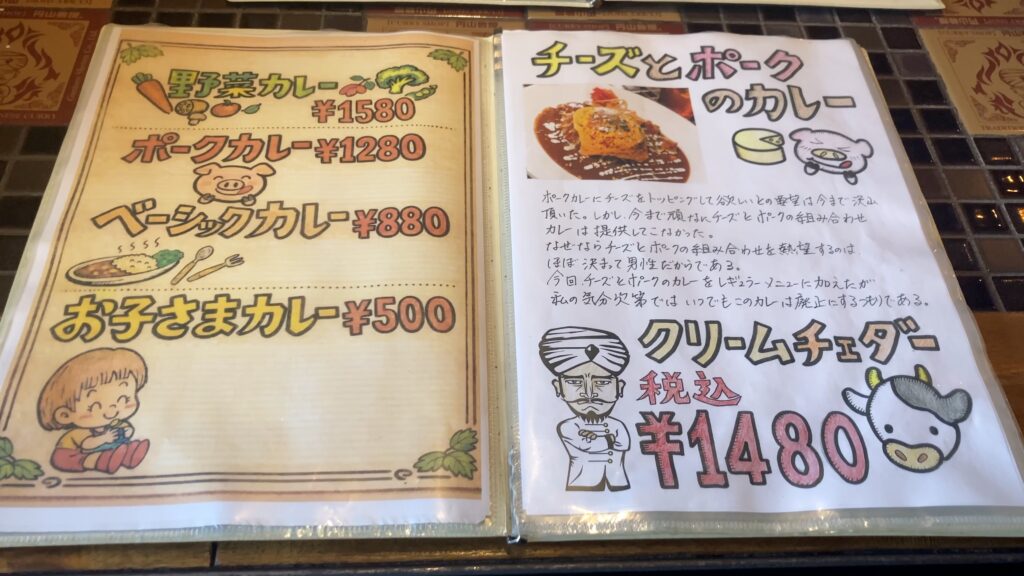 野菜カレー
¥1580
ポークカレー¥1280
ベーシックカレー¥880
お子さまカレー¥500
チーズとポーク
のカレー
ポークカレーにチーズをトッピングして欲しいとの要望は今まで沢山
頂いた。しかし、今まで頑なにチーズとポークの組み合わせ
カレーは提供してこなかった。
なぜならチーズとポークの組み合わせを熱望するのは、
ほぼ決まって男性だからである。
今回チーズとポークのカレーをレギュラーメニューに加えたが
私の気分次第ではいつでもこのカレーは廃止にするつもりである。
クリームチェダー
税込
¥1480